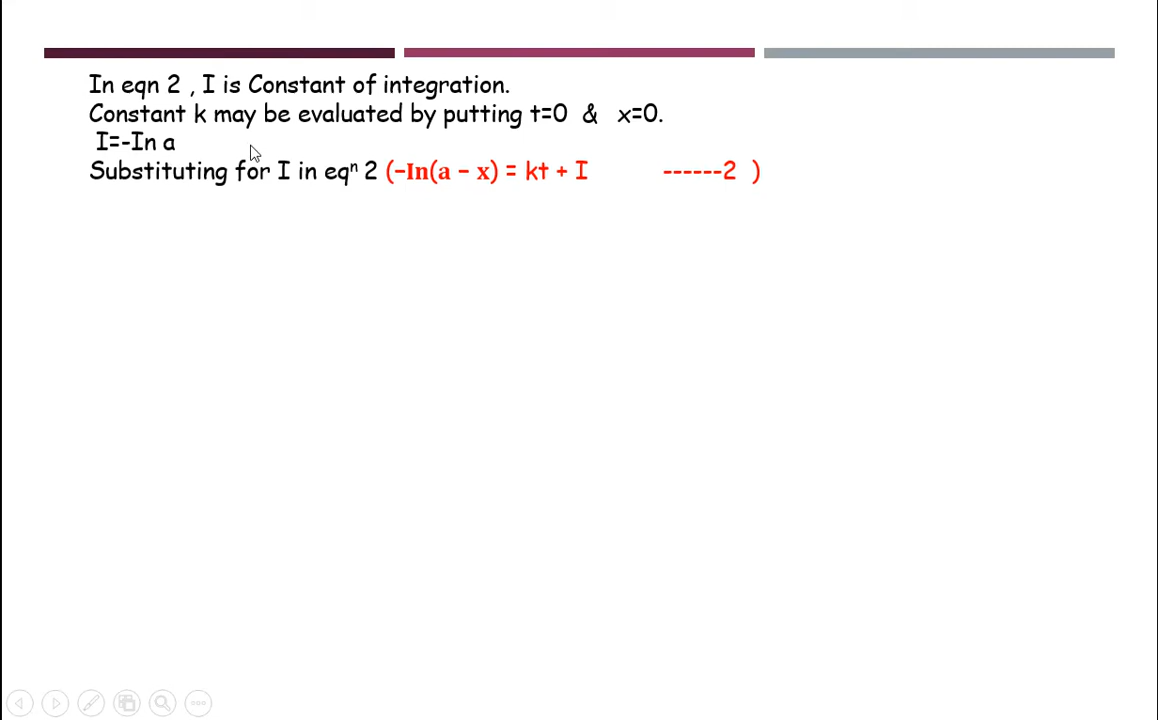 In eqn 2 , I is Constant of integration.
Constant k may be evaluated by putting t=0 & x=0.
I=-In a
Substituting for I in eqⁿ 2 (-In(a - x) = kt + I ------2 )